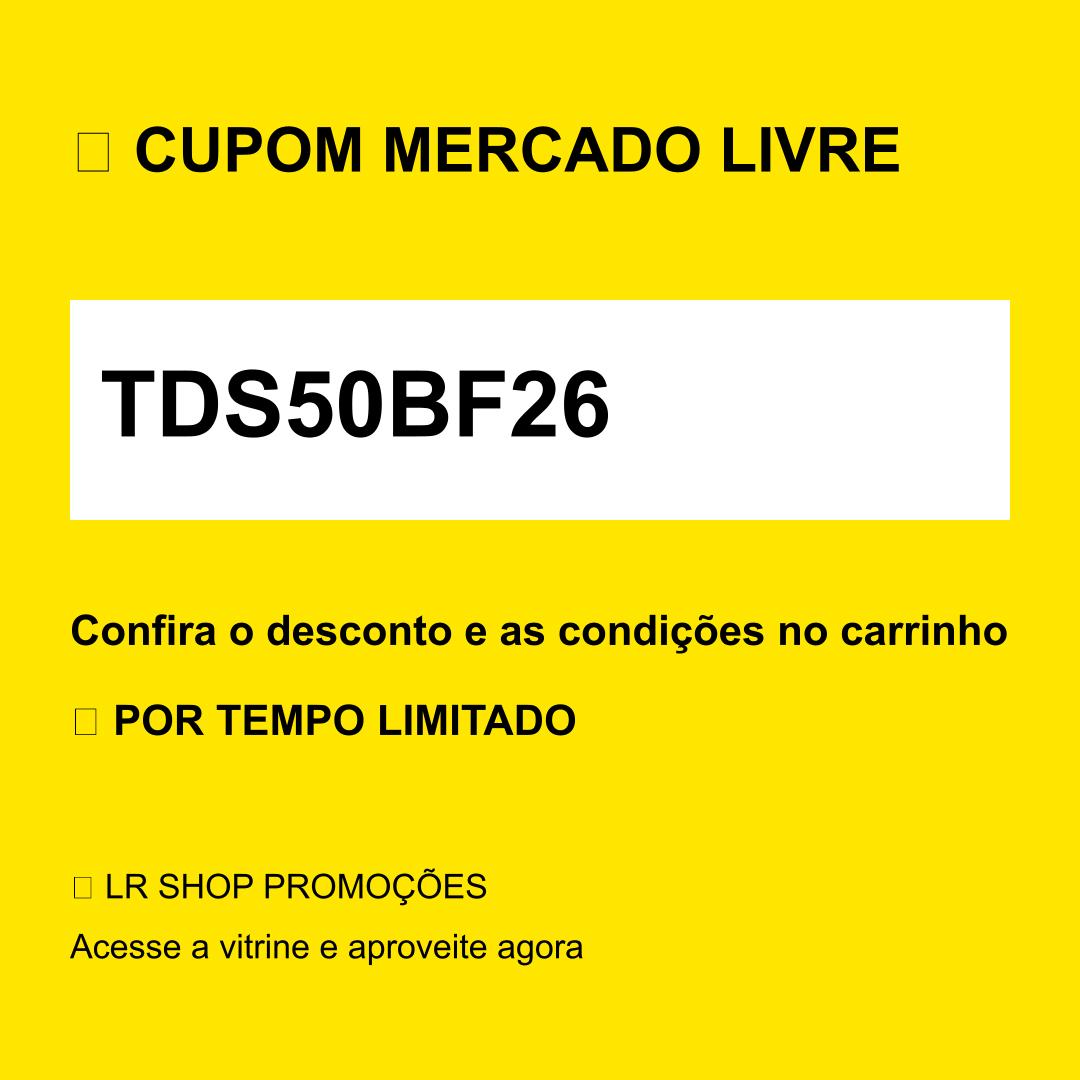 CUPOM MERCADO LIVRE
TDS50BF26
Confira o desconto e as condições no carrinho
POR TEMPO LIMITADO
LR SHOP PROMOÇÕES
Acesse a vitrine e aproveite agora